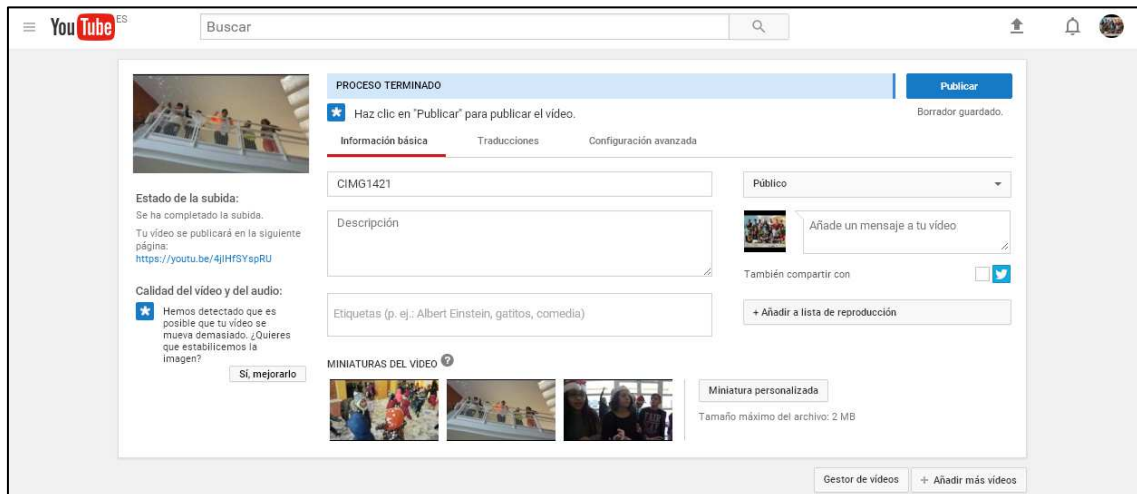 YouTube ES
Buscar
PROCESO TERMINADO
Publicar
Haz clic en "Publicar" para publicar el vídeo.
Borrador guardado.
Información básica
Traducciones
Configuración avanzada
CIMG1421
Público
Descripción
Añade un mensaje a tu vídeo
También compartir con
Etiquetas (p. ej.: Albert Einstein, gatitos, comedia)
+ Añadir a lista de reproducción
Estado de la subida:
Se ha completado la subida.
Tu vídeo se publicará en la siguiente
página:
https://youtu.be/4jlHfSYspRU
Calidad del vídeo y del audio:
Hemos detectado que es
posible que tu vídeo se
mueva demasiado. ¿Quieres
que estabilicemos la
imagen?
Sí, mejorarlo
MINIATURAS DEL VÍDEO ?
Miniatura personalizada
Tamaño máximo del archivo: 2 MB
Gestor de vídeos
+ Añadir más vídeos